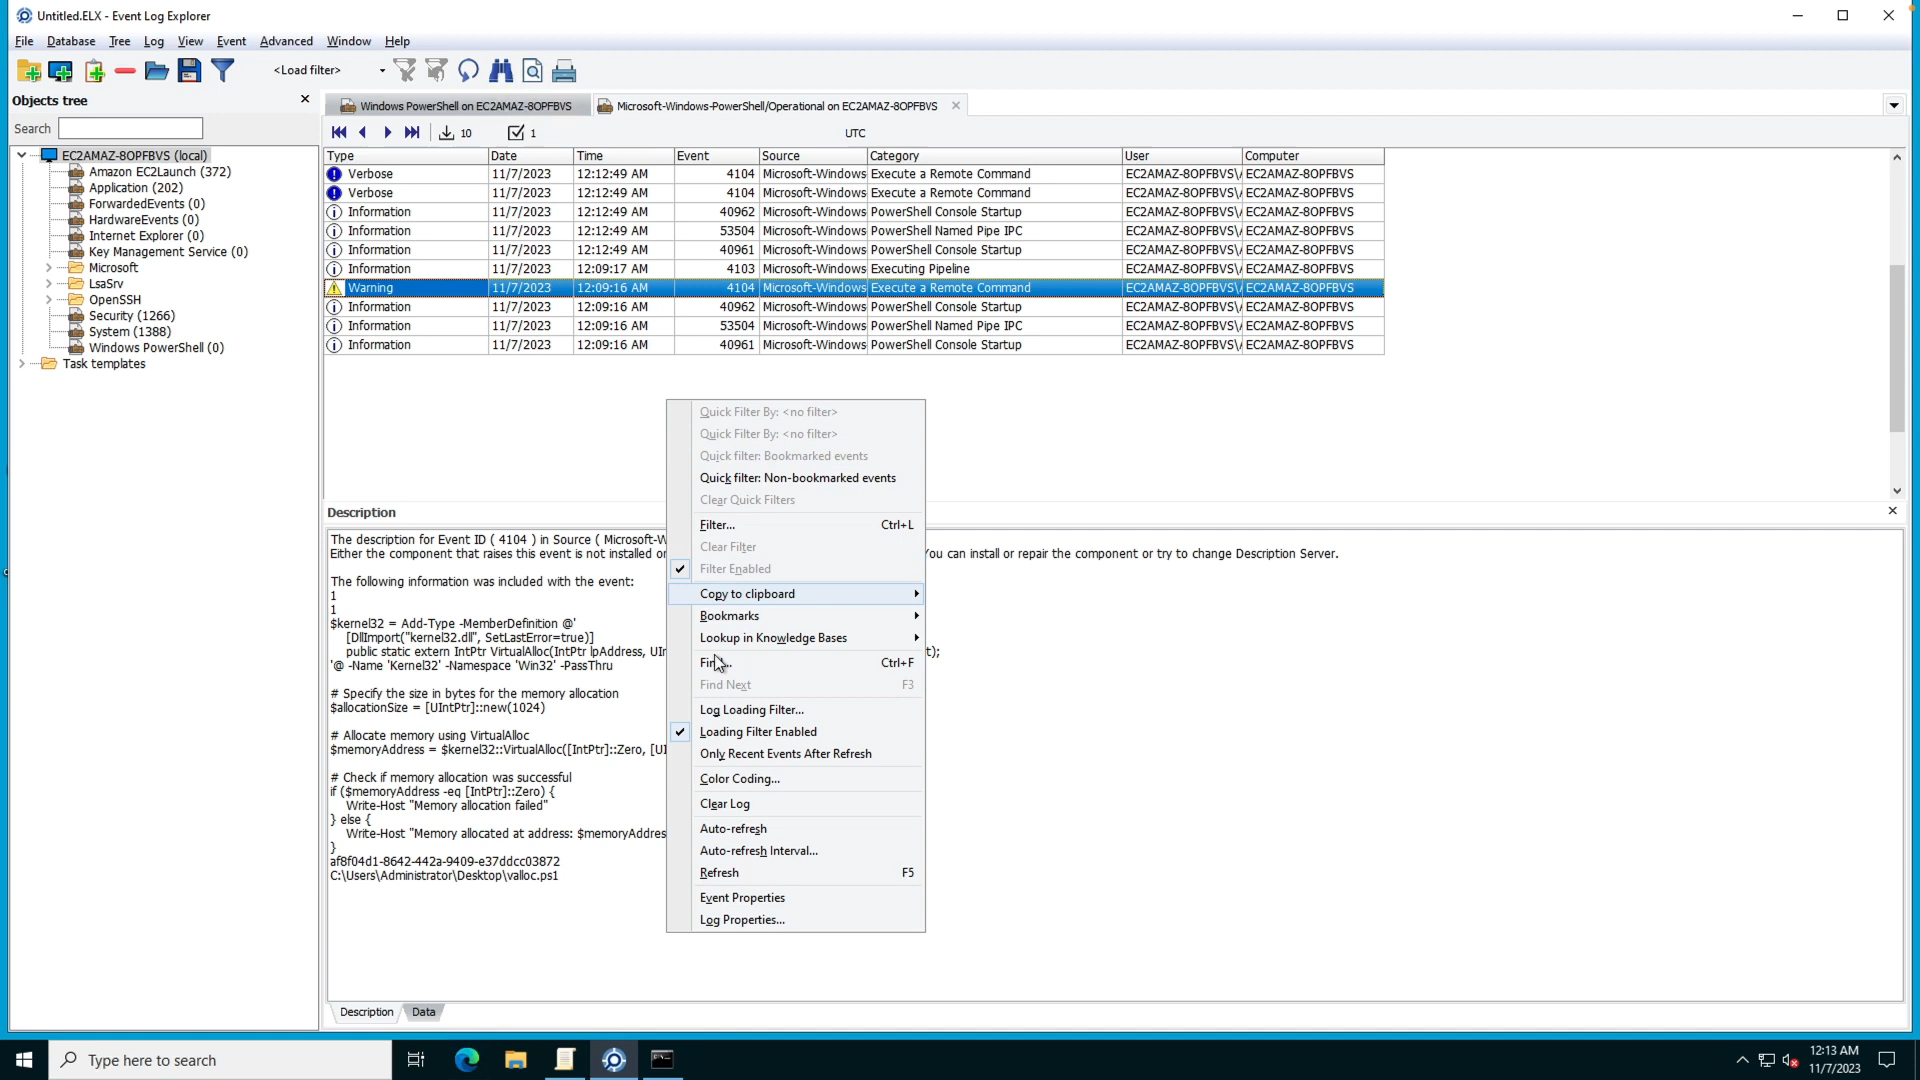 Untitled.ELX - Event Log Explorer
File Database Tree Log View Event Advanced Window Help
<Load filter>
Objects tree
Search
EC2AMAZ-8OPFBVS (local)
Amazon EC2Launch (372)
Application (202)
ForwardedEvents (0)
HardwareEvents (0)
Internet Explorer (0)
Key Management Service (0)
Microsoft
LsaSrv
OpenSSH
Security (1266)
System (1388)
Windows PowerShell (0)
Task templates
Windows PowerShell on EC2AMAZ-8OPFBVS
Microsoft-Windows-PowerShell/Operational on EC2AMAZ-8OPFBVS
10 1 UTC
Type Date Time Event Source Category User Computer
Verbose 11/7/2023 12:12:49 AM 4104 Microsoft-Windows Execute a Remote Command EC2AMAZ-8OPFBVS\ EC2AMAZ-8OPFBVS
Verbose 11/7/2023 12:12:49 AM 4104 Microsoft-Windows Execute a Remote Command EC2AMAZ-8OPFBVS\ EC2AMAZ-8OPFBVS
Information 11/7/2023 12:12:49 AM 40962 Microsoft-Windows PowerShell Console Startup EC2AMAZ-8OPFBVS\ EC2AMAZ-8OPFBVS
Information 11/7/2023 12:12:49 AM 53504 Microsoft-Windows PowerShell Named Pipe IPC EC2AMAZ-8OPFBVS\ EC2AMAZ-8OPFBVS
Information 11/7/2023 12:12:49 AM 40961 Microsoft-Windows PowerShell Console Startup EC2AMAZ-8OPFBVS\ EC2AMAZ-8OPFBVS
Information 11/7/2023 12:09:17 AM 4103 Microsoft-Windows Executing Pipeline EC2AMAZ-8OPFBVS\ EC2AMAZ-8OPFBVS
Warning 11/7/2023 12:09:16 AM 4104 Microsoft-Windows Execute a Remote Command EC2AMAZ-8OPFBVS\ EC2AMAZ-8OPFBVS
Information 11/7/2023 12:09:16 AM 40962 Microsoft-Windows PowerShell Console Startup EC2AMAZ-8OPFBVS\ EC2AMAZ-8OPFBVS
Information 11/7/2023 12:09:16 AM 53504 Microsoft-Windows PowerShell Named Pipe IPC EC2AMAZ-8OPFBVS\ EC2AMAZ-8OPFBVS
Information 11/7/2023 12:09:16 AM 40961 Microsoft-Windows PowerShell Console Startup EC2AMAZ-8OPFBVS\ EC2AMAZ-8OPFBVS
Quick Filter By: <no filter>
Quick Filter By: <no filter>
Quick filter: Bookmarked events
Quick filter: Non-bookmarked events
Clear Quick Filters
Filter... Ctrl+L
Clear Filter
Filter Enabled
Copy to clipboard
Bookmarks
Lookup in Knowledge Bases
Find... Ctrl+F
Find Next F3
Log Loading Filter...
Loading Filter Enabled
Only Recent Events After Refresh
Color Coding...
Clear Log
Auto-refresh
Auto-refresh Interval...
Refresh F5
Event Properties
Log Properties...
Description
The description for Event ID ( 4104 ) in Source ( Microsoft-W
Either the component that raises this event is not installed or You can install or repair the component or try to change Description Server.
The following information was included with the event:
1
1
$kernel32 = Add-Type -MemberDefinition @'
[DllImport("kernel32.dll", SetLastError=true)]
public static extern IntPtr VirtualAlloc(IntPtr lpAddress, UIn t);
'@ -Name 'Kernel32' -Namespace 'Win32' -PassThru
# Specify the size in bytes for the memory allocation
$allocationSize = [UIntPtr]::new(1024)
# Allocate memory using VirtualAlloc
$memoryAddress = $kernel32::VirtualAlloc([IntPtr]::Zero, [UI
# Check if memory allocation was successful
if ($memoryAddress -eq [IntPtr]::Zero) {
Write-Host "Memory allocation failed"
} else {
Write-Host "Memory allocated at address: $memoryAddres
}
af8f04d1-8642-442a-9409-e37ddcc03872
C:\Users\Administrator\Desktop\valloc.ps1
Description Data
Type here to search
12:13 AM
11/7/2023